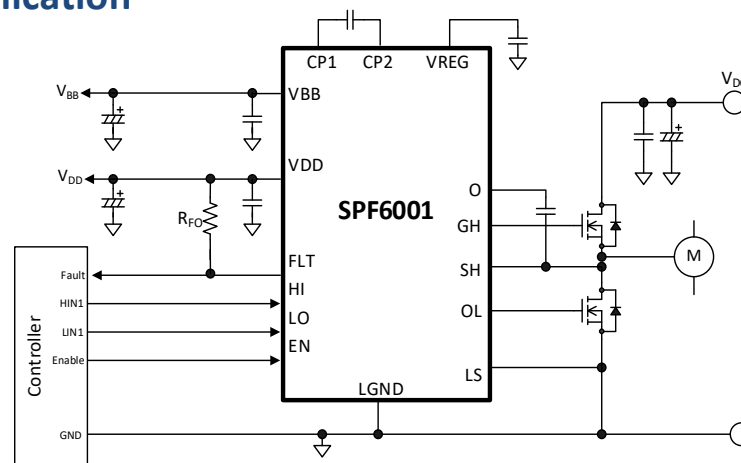 lication
CP1 CP2 VREG
VBB
VBB
VDD
VDD
RFO
SPF6001
O
GH
SH
OL
LS
FLT
HI
LO
EN
LGND
Fault
HIN1
LIN1
Enable
GND
Controller
M
VD